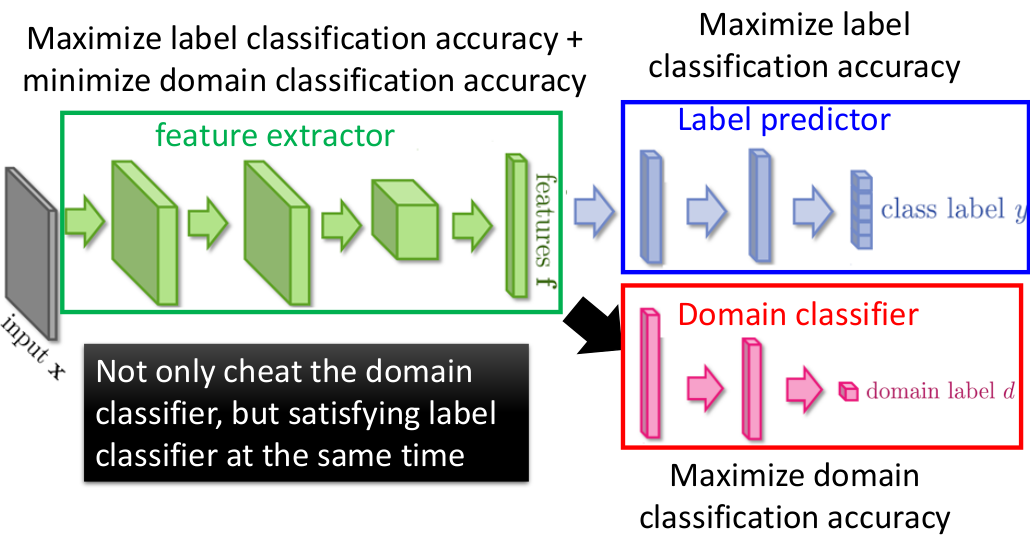 Maximize label classification accuracy +
minimize domain classification accuracy
Maximize label
classification accuracy
feature extractor
Label predictor
features f
class label y
input x
Domain classifier
domain label d
Not only cheat the domain
classifier, but satisfying label
classifier at the same time
Maximize domain
classification accuracy